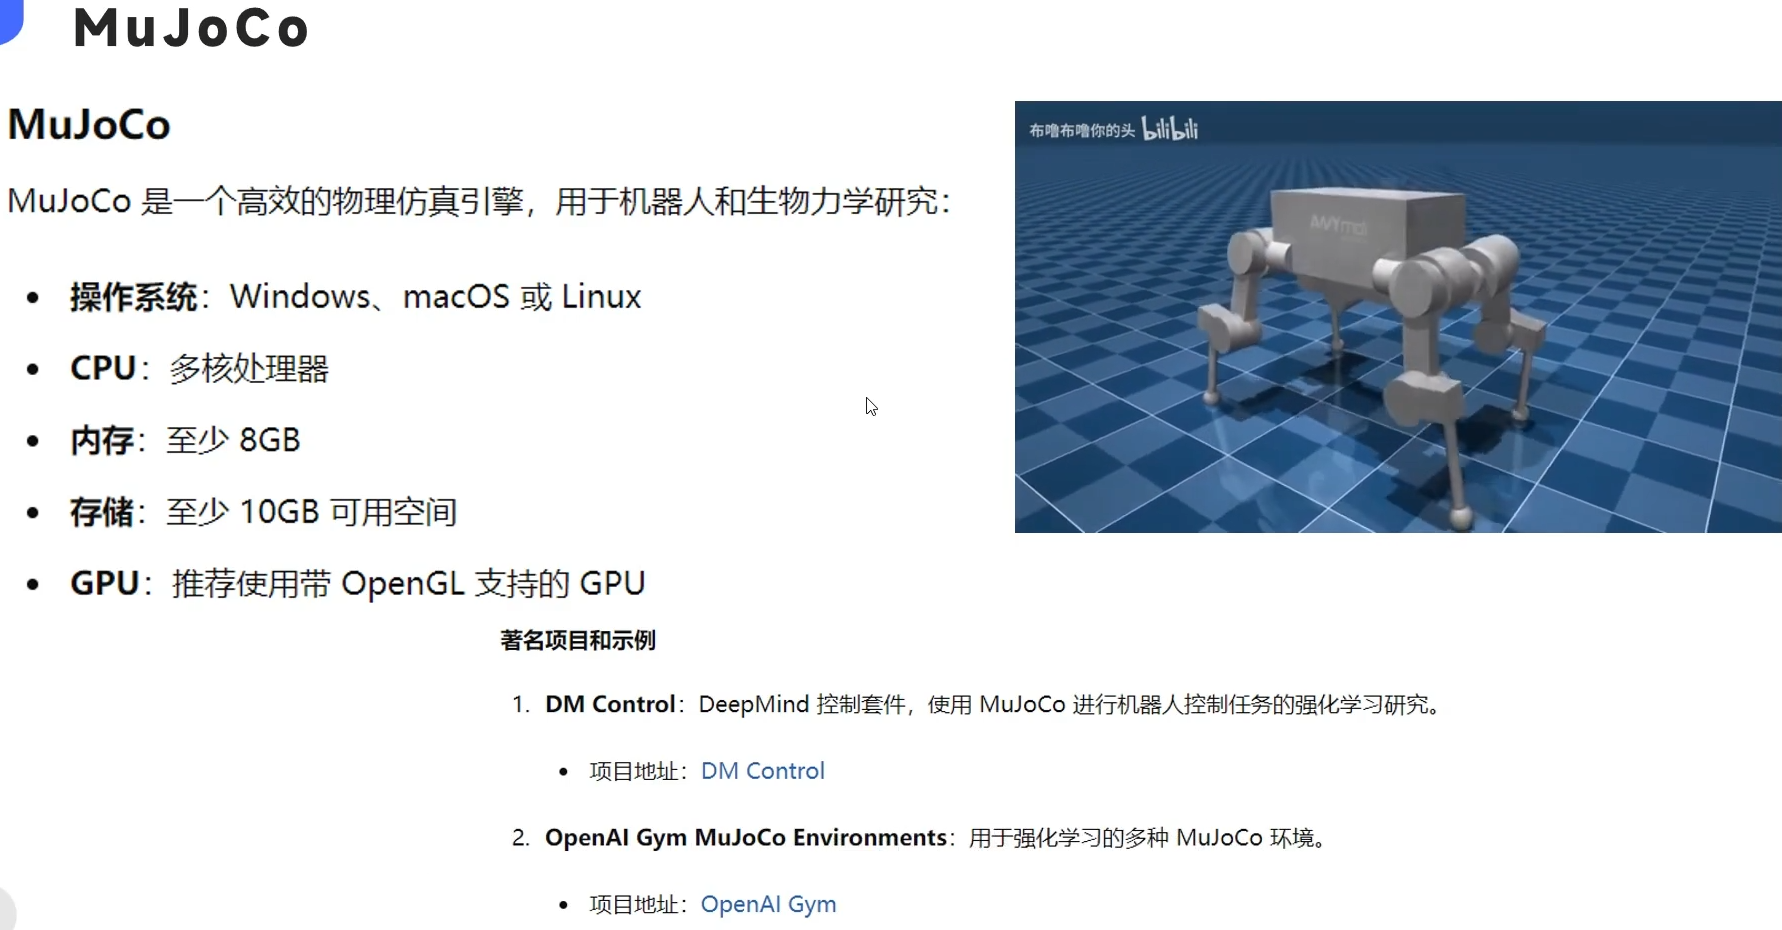 MuJoCo
MuJoCo
MuJoCo 是一个高效的物理仿真引擎，用于机器人和生物力学研究：
布噜布噜你的头 bilibili
ANYmal
• 操作系统：Windows、macOS 或 Linux
• CPU：多核处理器
• 内存：至少 8GB
• 存储：至少 10GB 可用空间
• GPU：推荐使用带 OpenGL 支持的 GPU
著名项目和示例
1. DM Control：DeepMind 控制套件，使用 MuJoCo 进行机器人控制任务的强化学习研究。
• 项目地址：DM Control
2. OpenAI Gym MuJoCo Environments：用于强化学习的多种 MuJoCo 环境。
• 项目地址：OpenAI Gym